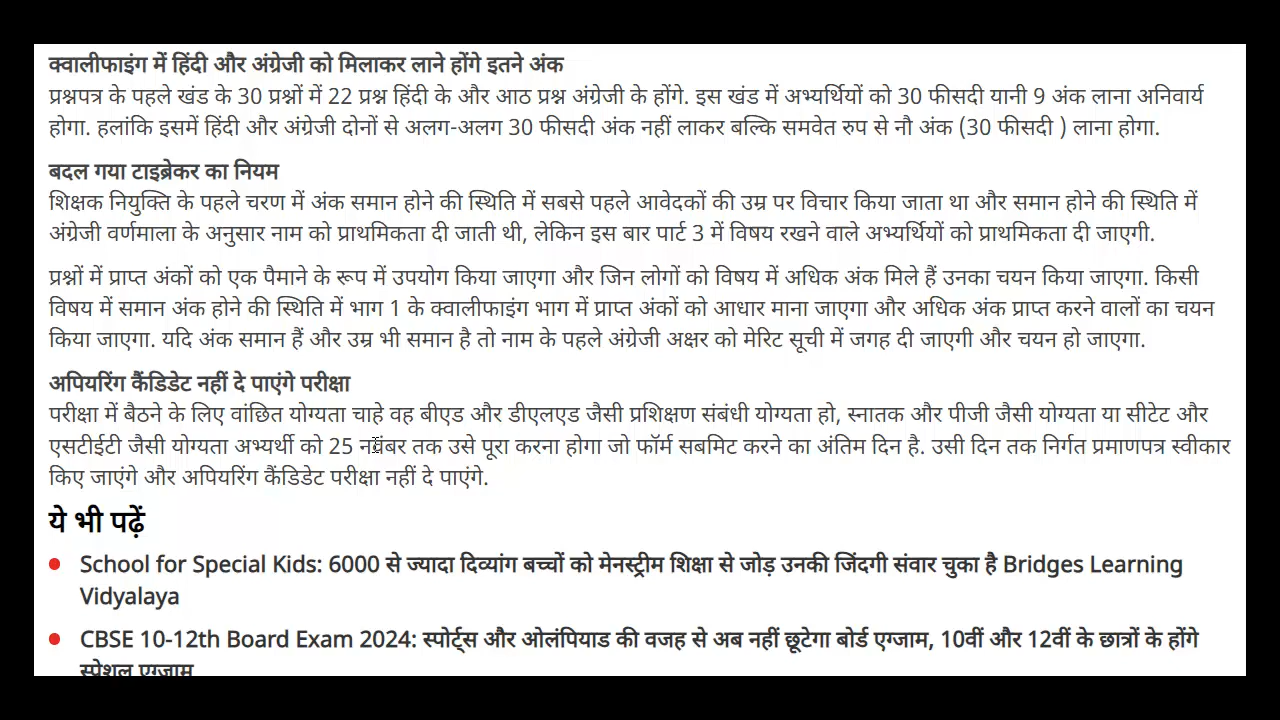 क्वालीफाइंग में हिंदी और अंग्रेजी को मिलाकर लाने होंगे इतने अंक
प्रश्नपत्र के पहले खंड के 30 प्रश्नों में 22 प्रश्न हिंदी के और आठ प्रश्न अंग्रेजी के होंगे. इस खंड में अभ्यर्थियों को 30 फीसदी यानी 9 अंक लाना अनिवार्य
होगा. हलांकि इसमें हिंदी और अंग्रेजी दोनों से अलग-अलग 30 फीसदी अंक नहीं लाकर बल्कि समवेत रुप से नौ अंक (30 फीसदी ) लाना होगा.
बदल गया टाइब्रेकर का नियम
शिक्षक नियुक्ति के पहले चरण में अंक समान होने की स्थिति में सबसे पहले आवेदकों की उम्र पर विचार किया जाता था और समान होने की स्थिति में
अंग्रेजी वर्णमाला के अनुसार नाम को प्राथमिकता दी जाती थी, लेकिन इस बार पार्ट 3 में विषय रखने वाले अभ्यर्थियों को प्राथमिकता दी जाएगी.
प्रश्नों में प्राप्त अंकों को एक पैमाने के रूप में उपयोग किया जाएगा और जिन लोगों को विषय में अधिक अंक मिले हैं उनका चयन किया जाएगा. किसी
विषय में समान अंक होने की स्थिति में भाग 1 के क्वालीफाइंग भाग में प्राप्त अंकों को आधार माना जाएगा और अधिक अंक प्राप्त करने वालों का चयन
किया जाएगा. यदि अंक समान हैं और उम्र भी समान है तो नाम के पहले अंग्रेजी अक्षर को मेरिट सूची में जगह दी जाएगी और चयन हो जाएगा.
अपियरिंग कैंडिडेट नहीं दे पाएंगे परीक्षा
परीक्षा में बैठने के लिए वांछित योग्यता चाहे वह बीएड और डीएलएड जैसी प्रशिक्षण संबंधी योग्यता हो, स्नातक और पीजी जैसी योग्यता या सीटेट और
एसटीईटी जैसी योग्यता अभ्यर्थी को 25 नवंबर तक उसे पूरा करना होगा जो फॉर्म सबमिट करने का अंतिम दिन है. उसी दिन तक निर्गत प्रमाणपत्र स्वीकार
किए जाएंगे और अपियरिंग कैंडिडेट परीक्षा नहीं दे पाएंगे.
ये भी पढ़ें
School for Special Kids: 6000 से ज्यादा दिव्यांग बच्चों को मेनस्ट्रीम शिक्षा से जोड़ उनकी जिंदगी संवार चुका है Bridges Learning
Vidyalaya
CBSE 10-12th Board Exam 2024: स्पोर्ट्स और ओलंपियाड की वजह से अब नहीं छूटेगा बोर्ड एग्जाम, 10वीं और 12वीं के छात्रों के होंगे
स्पेशल एग्जाम